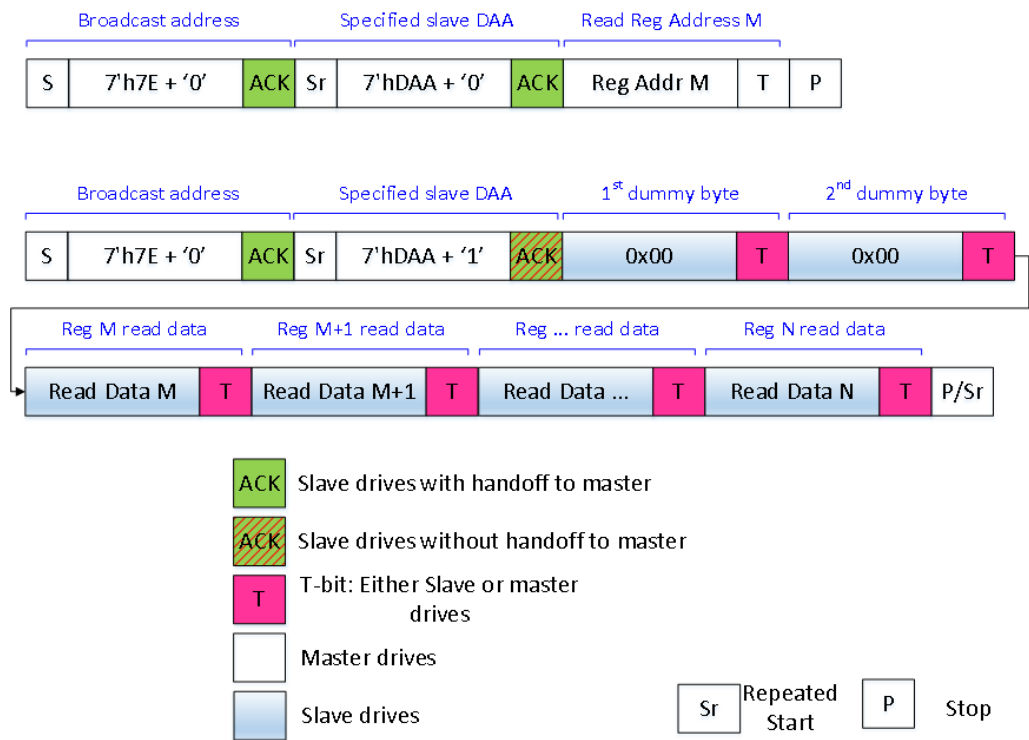 Broadcast address Specified slave DAA Read Reg Address M
S 7'h7E + ‘0’ ACK Sr 7'hDAA + ‘0’ ACK Reg Addr M T P
Broadcast address Specified slave DAA 1st dummy byte 2nd dummy byte
S 7'h7E + ‘0’ ACK Sr 7'hDAA + ‘1’ ACK 0x00 T 0x00 T
Reg M read data Reg M+1 read data Reg ... read data Reg N read data
Read Data M T Read Data M+1 T Read Data ... T Read Data N T P/Sr
ACK Slave drives with handoff to master
ACK Slave drives without handoff to master
T T-bit: Either Slave or master
drives
Master drives
Slave drives
Sr Repeated
Start
P Stop